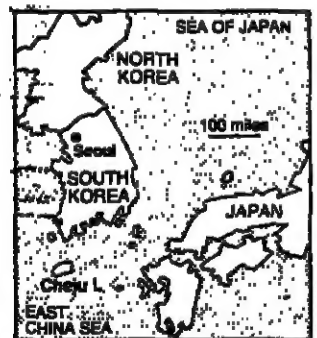 SEA OF JAPAN
NORTH
KOREA
100 miles
Seoul
SOUTH
KOREA
JAPAN
Cheju I.
EAST
CHINA SEA